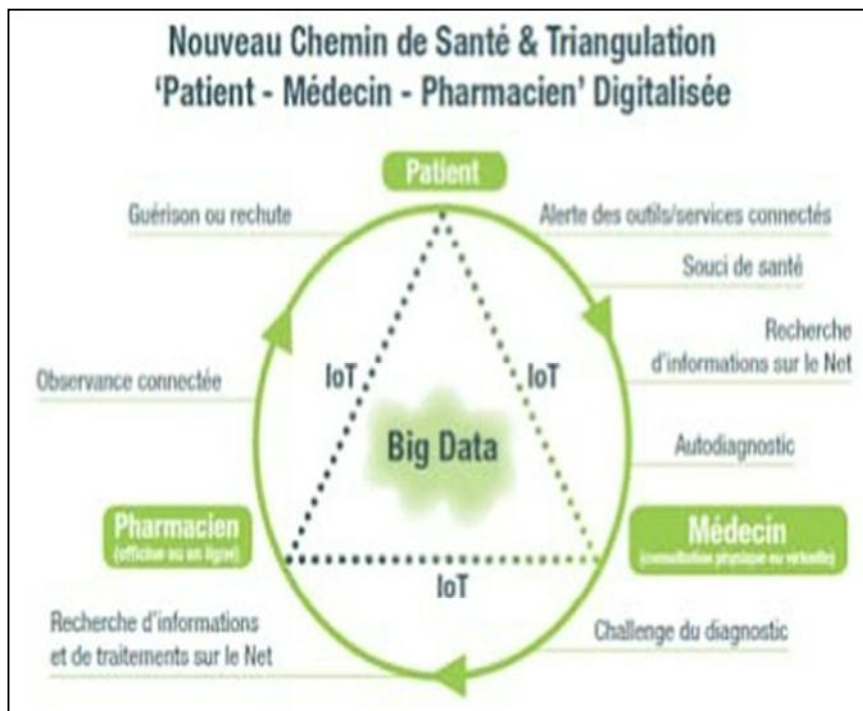 Nouveau Chemin de Santé & Triangulation
‘Patient - Médecin - Pharmacien’ Digitalisée
Patient
Guérison ou rechute
Alerte des outils/services connectés
Souci de santé
Recherche
d’informations sur le Net
IoT
IoT
Observance connectée
Big Data
Autodiagnostic
Pharmacien
(officine ou en ligne)
Médecin
(consultation physique ou virtuelle)
IoT
Recherche d’informations
et de traitements sur le Net
Challenge du diagnostic